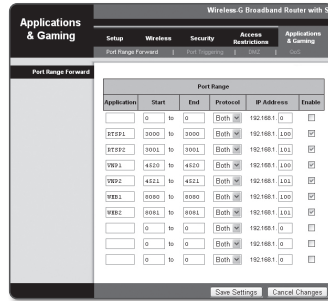 Wireless-G Broadband Router with S
Applications & Gaming
Setup Wireless Security Access Restrictions Applications & Gaming
Port Range Forward | Port Triggering | DMZ | QoS
Port Range Forward
Port Range
Application Start End Protocol IP Address Enable
0 to 0 Both 192.168.1. 0
RTSP1 3000 to 3000 Both 192.168.1. 100
RTSP2 3001 to 3001 Both 192.168.1. 101
VNP1 4520 to 4520 Both 192.168.1. 100
VNP2 4521 to 4521 Both 192.168.1. 101
WEB1 8080 to 8080 Both 192.168.1. 100
WEB2 8081 to 8081 Both 192.168.1. 101
0 to 0 Both 192.168.1. 0
0 to 0 Both 192.168.1. 0
0 to 0 Both 192.168.1. 0
Save Settings Cancel Changes